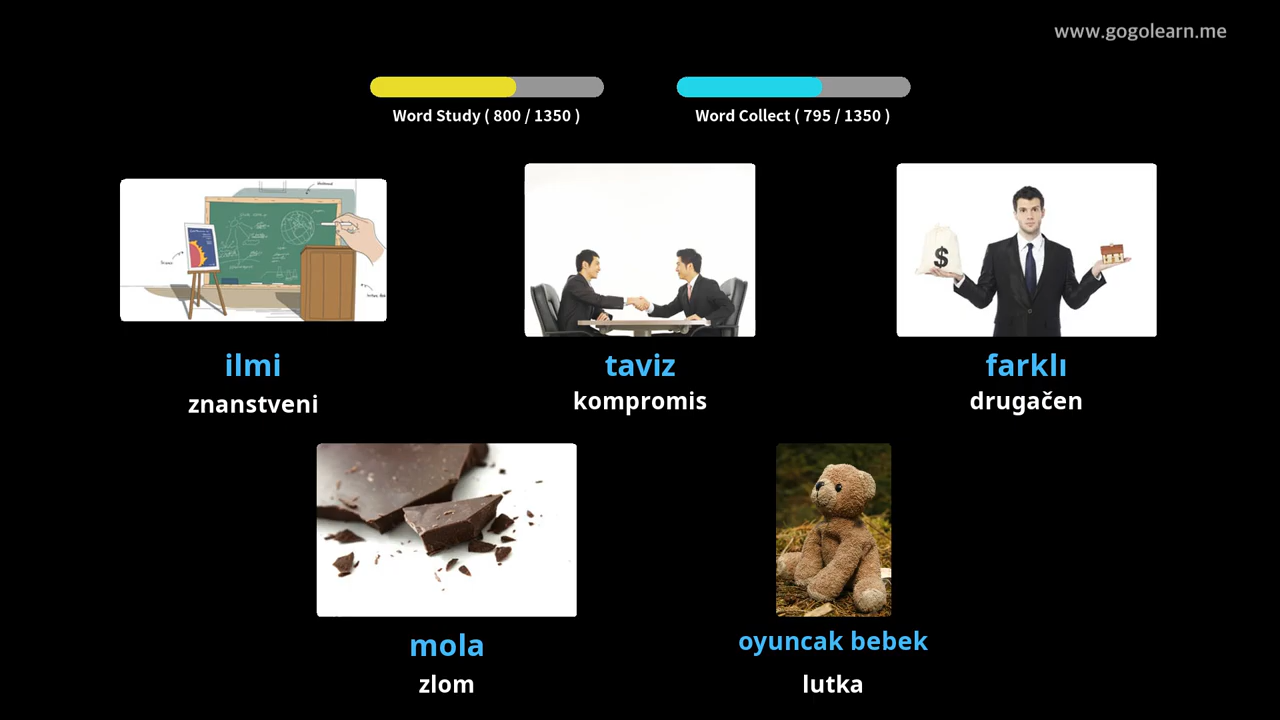 www.gogolearn.me
Word Study ( 800 / 1350 )
Word Collect ( 795 / 1350 )
ilmi
znanstveni
taviz
kompromis
farklı
drugačen
mola
zlom
oyuncak bebek
lutka